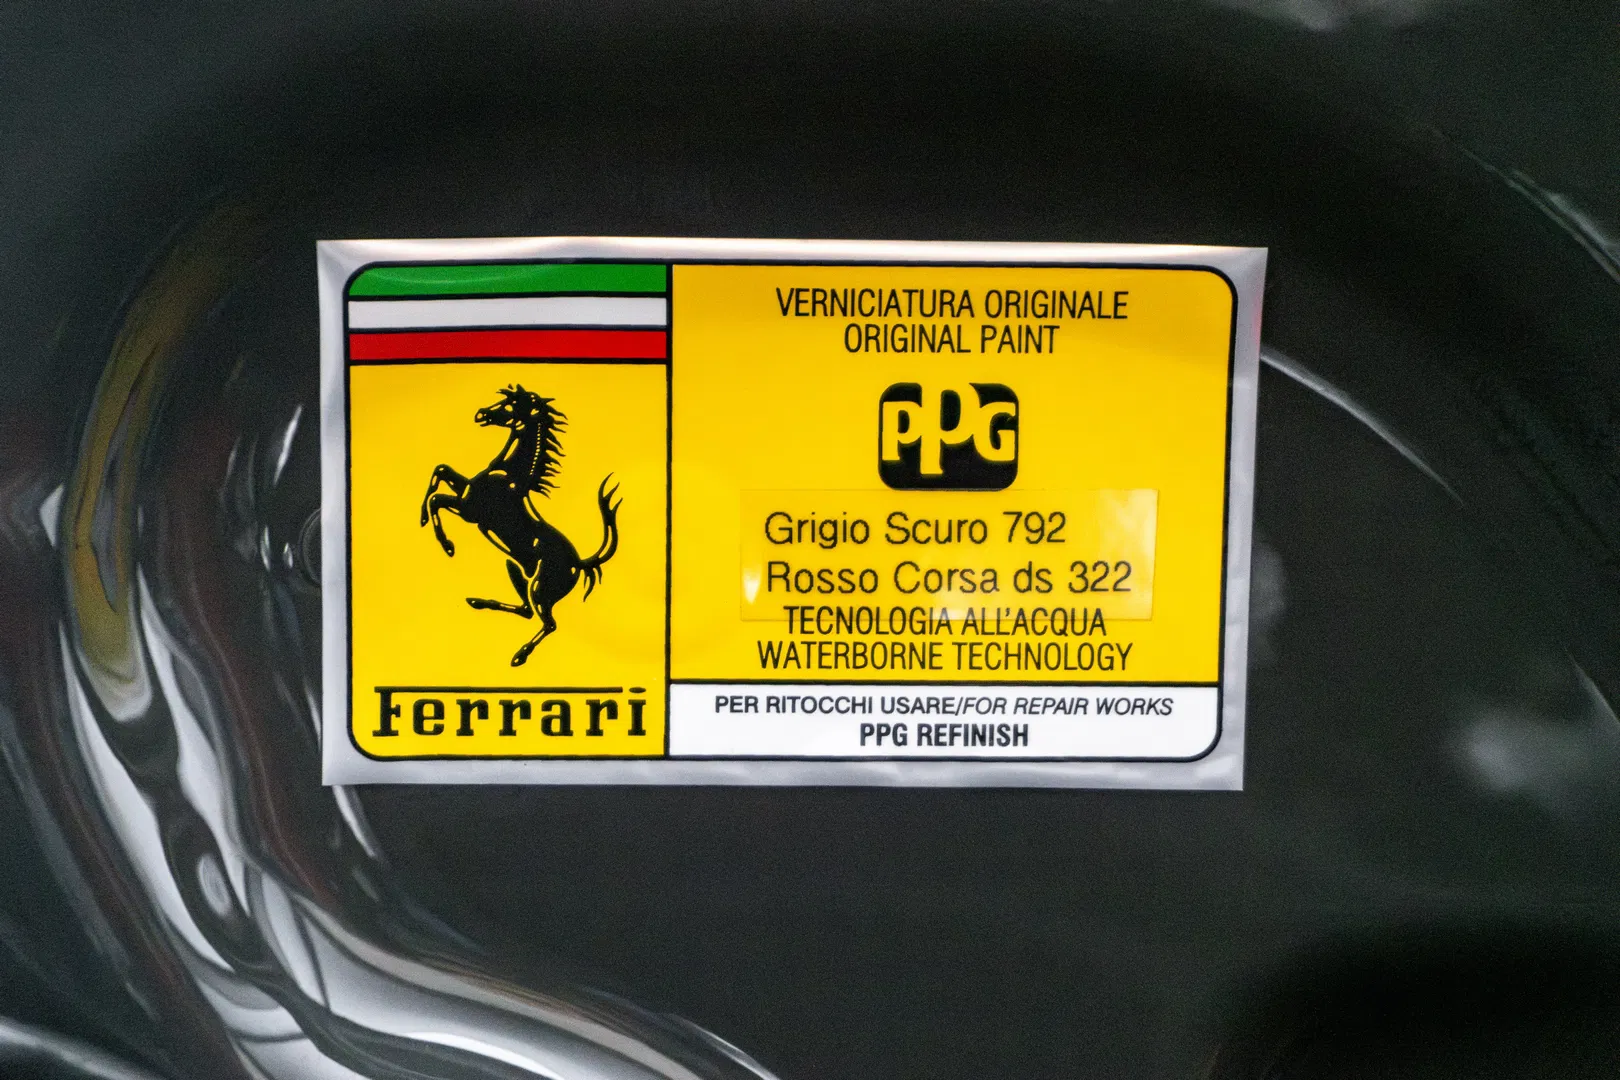 Ferrari
VERNICIATURA ORIGINALE
ORIGINAL PAINT
PPG
Grigio Scuro 792
Rosso Corsa ds 322
TECNOLOGIA ALL'ACQUA
WATERBORNE TECHNOLOGY
PER RITOCCHI USARE/FOR REPAIR WORKS
PPG REFINISH